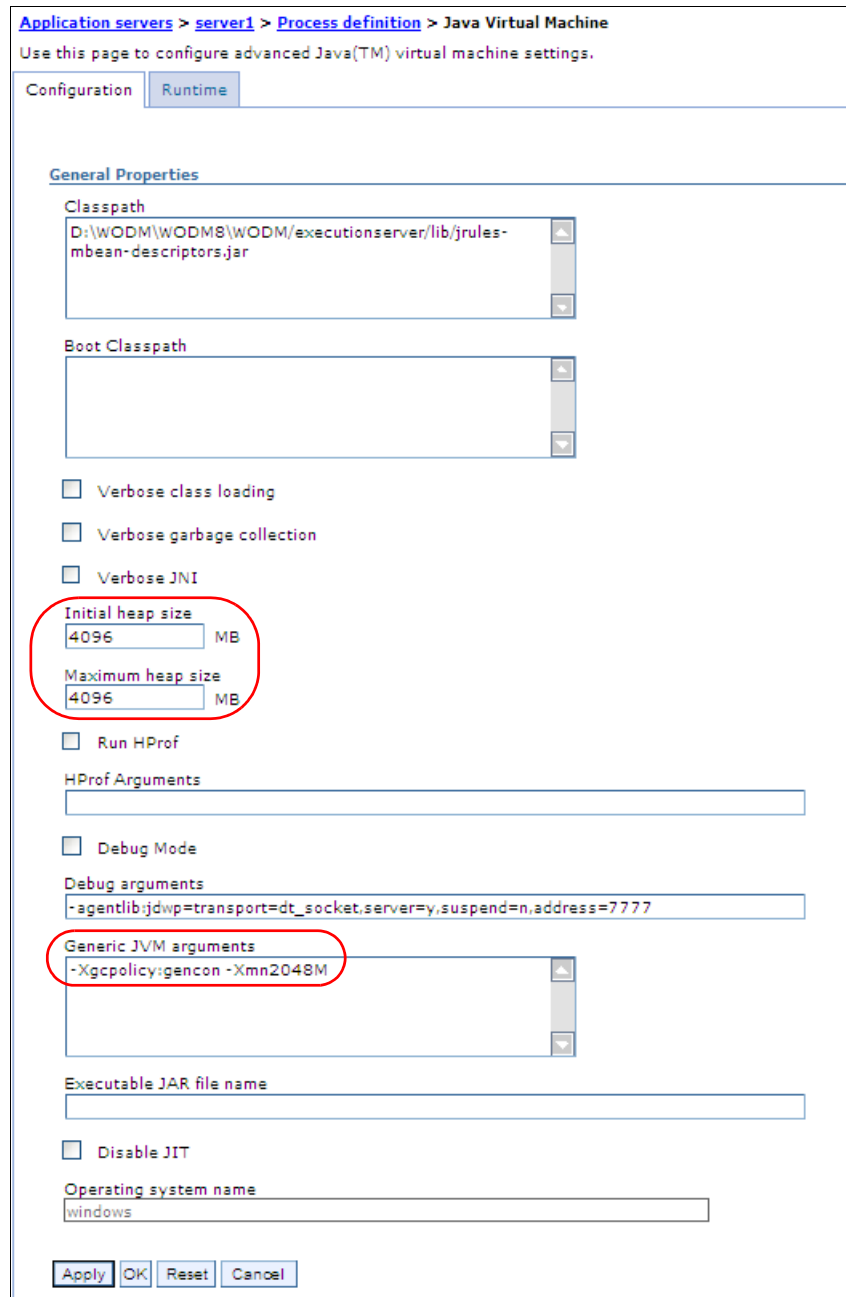 Application servers > server1 > Process definition > Java Virtual Machine
Use this page to configure advanced Java(TM) virtual machine settings.
Configuration Runtime
General Properties
Classpath
D:\WODM\WODM8\WODM/executionserver/lib/jrules-
mbean-descriptors.jar
Boot Classpath
Verbose class loading
Verbose garbage collection
Verbose JNI
Initial heap size
4096 MB
Maximum heap size
4096 MB
Run HProf
HProf Arguments
Debug Mode
Debug arguments
-agentlib:jdwp=transport=dt_socket,server=y,suspend=n,address=7777
Generic JVM arguments
-Xgcpolicy:gencon -Xmn2048M
Executable JAR file name
Disable JIT
Operating system name
windows
Apply OK Reset Cancel